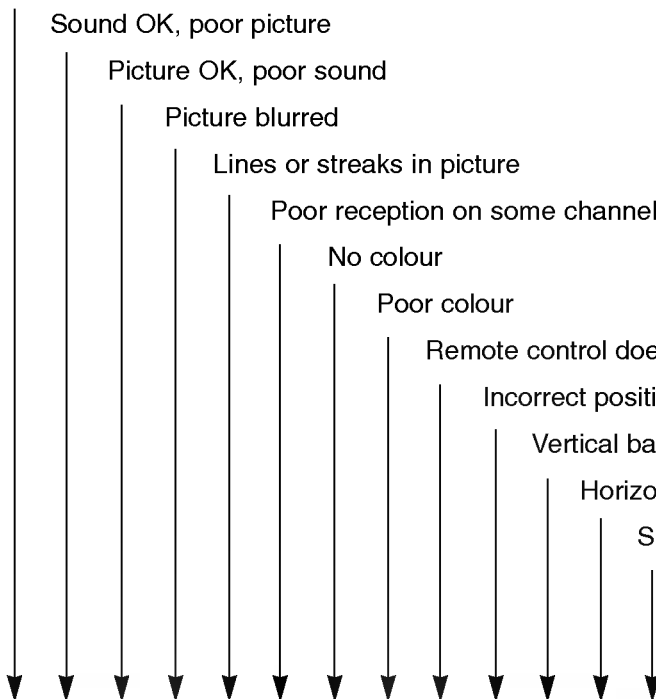 Sound OK, poor picture
Picture OK, poor sound
Picture blurred
Lines or streaks in picture
Poor reception on some channel
No colour
Poor colour
Remote control doe
Incorrect positi
Vertical ba
Horizo
S